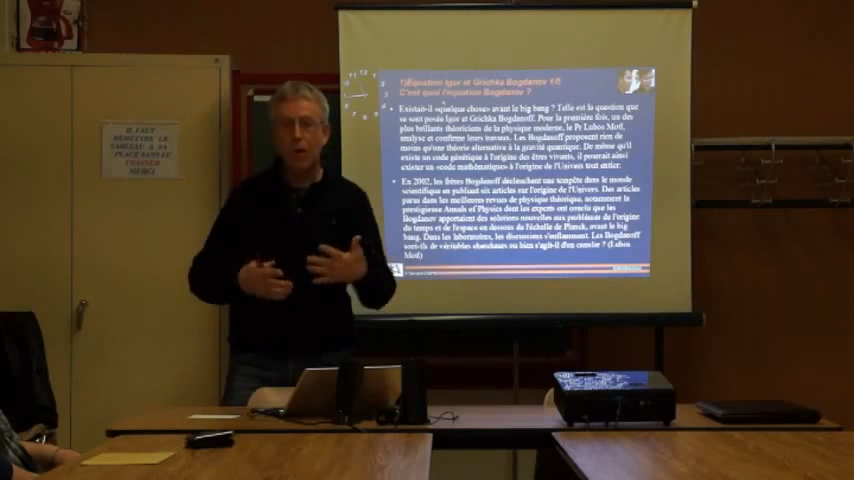 IL FAUT
REMETTRE LE
TABLEAU A SA
PLACE SANS LE
TRAINER
MERCI
1)Équation Igor et Grichka Bogdanov 1/5
C'est quoi l'équation Bogdanov ?
• Existait-il «quelque chose» avant le big bang ? Telle est la question que
se sont posée Igor et Grichka Bogdanoff. Pour la première fois, un des
plus brillants théoriciens de la physique moderne, le Pr Lubos Motl,
analyse et confirme leurs travaux. Les Bogdanoff proposent rien de
moins qu'une théorie alternative à la gravité quantique. De même qu'il
existe un code génétique à l'origine des êtres vivants, il pourrait ainsi
exister un «code mathématique» à l'origine de l'Univers tout entier.
• En 2002, les frères Bogdanoff déclenchent une tempête dans le monde
scientifique en publiant six articles sur l'origine de l'Univers. Des articles
parus dans les meilleures revues de physique théorique, notamment la
prestigieuse Annals of Physics dont les experts ont conclu que les
Bogdanov apportaient des solutions nouvelles aux problèmes de l'origine
du temps et de l'espace en dessous de l'échelle de Planck, avant le big
bang. Dans les laboratoires, les discussions s'enflamment. Les Bogdanoff
sont-ils de véritables chercheurs ou bien s'agit-il d'un canular ? (Lubos
Motl)